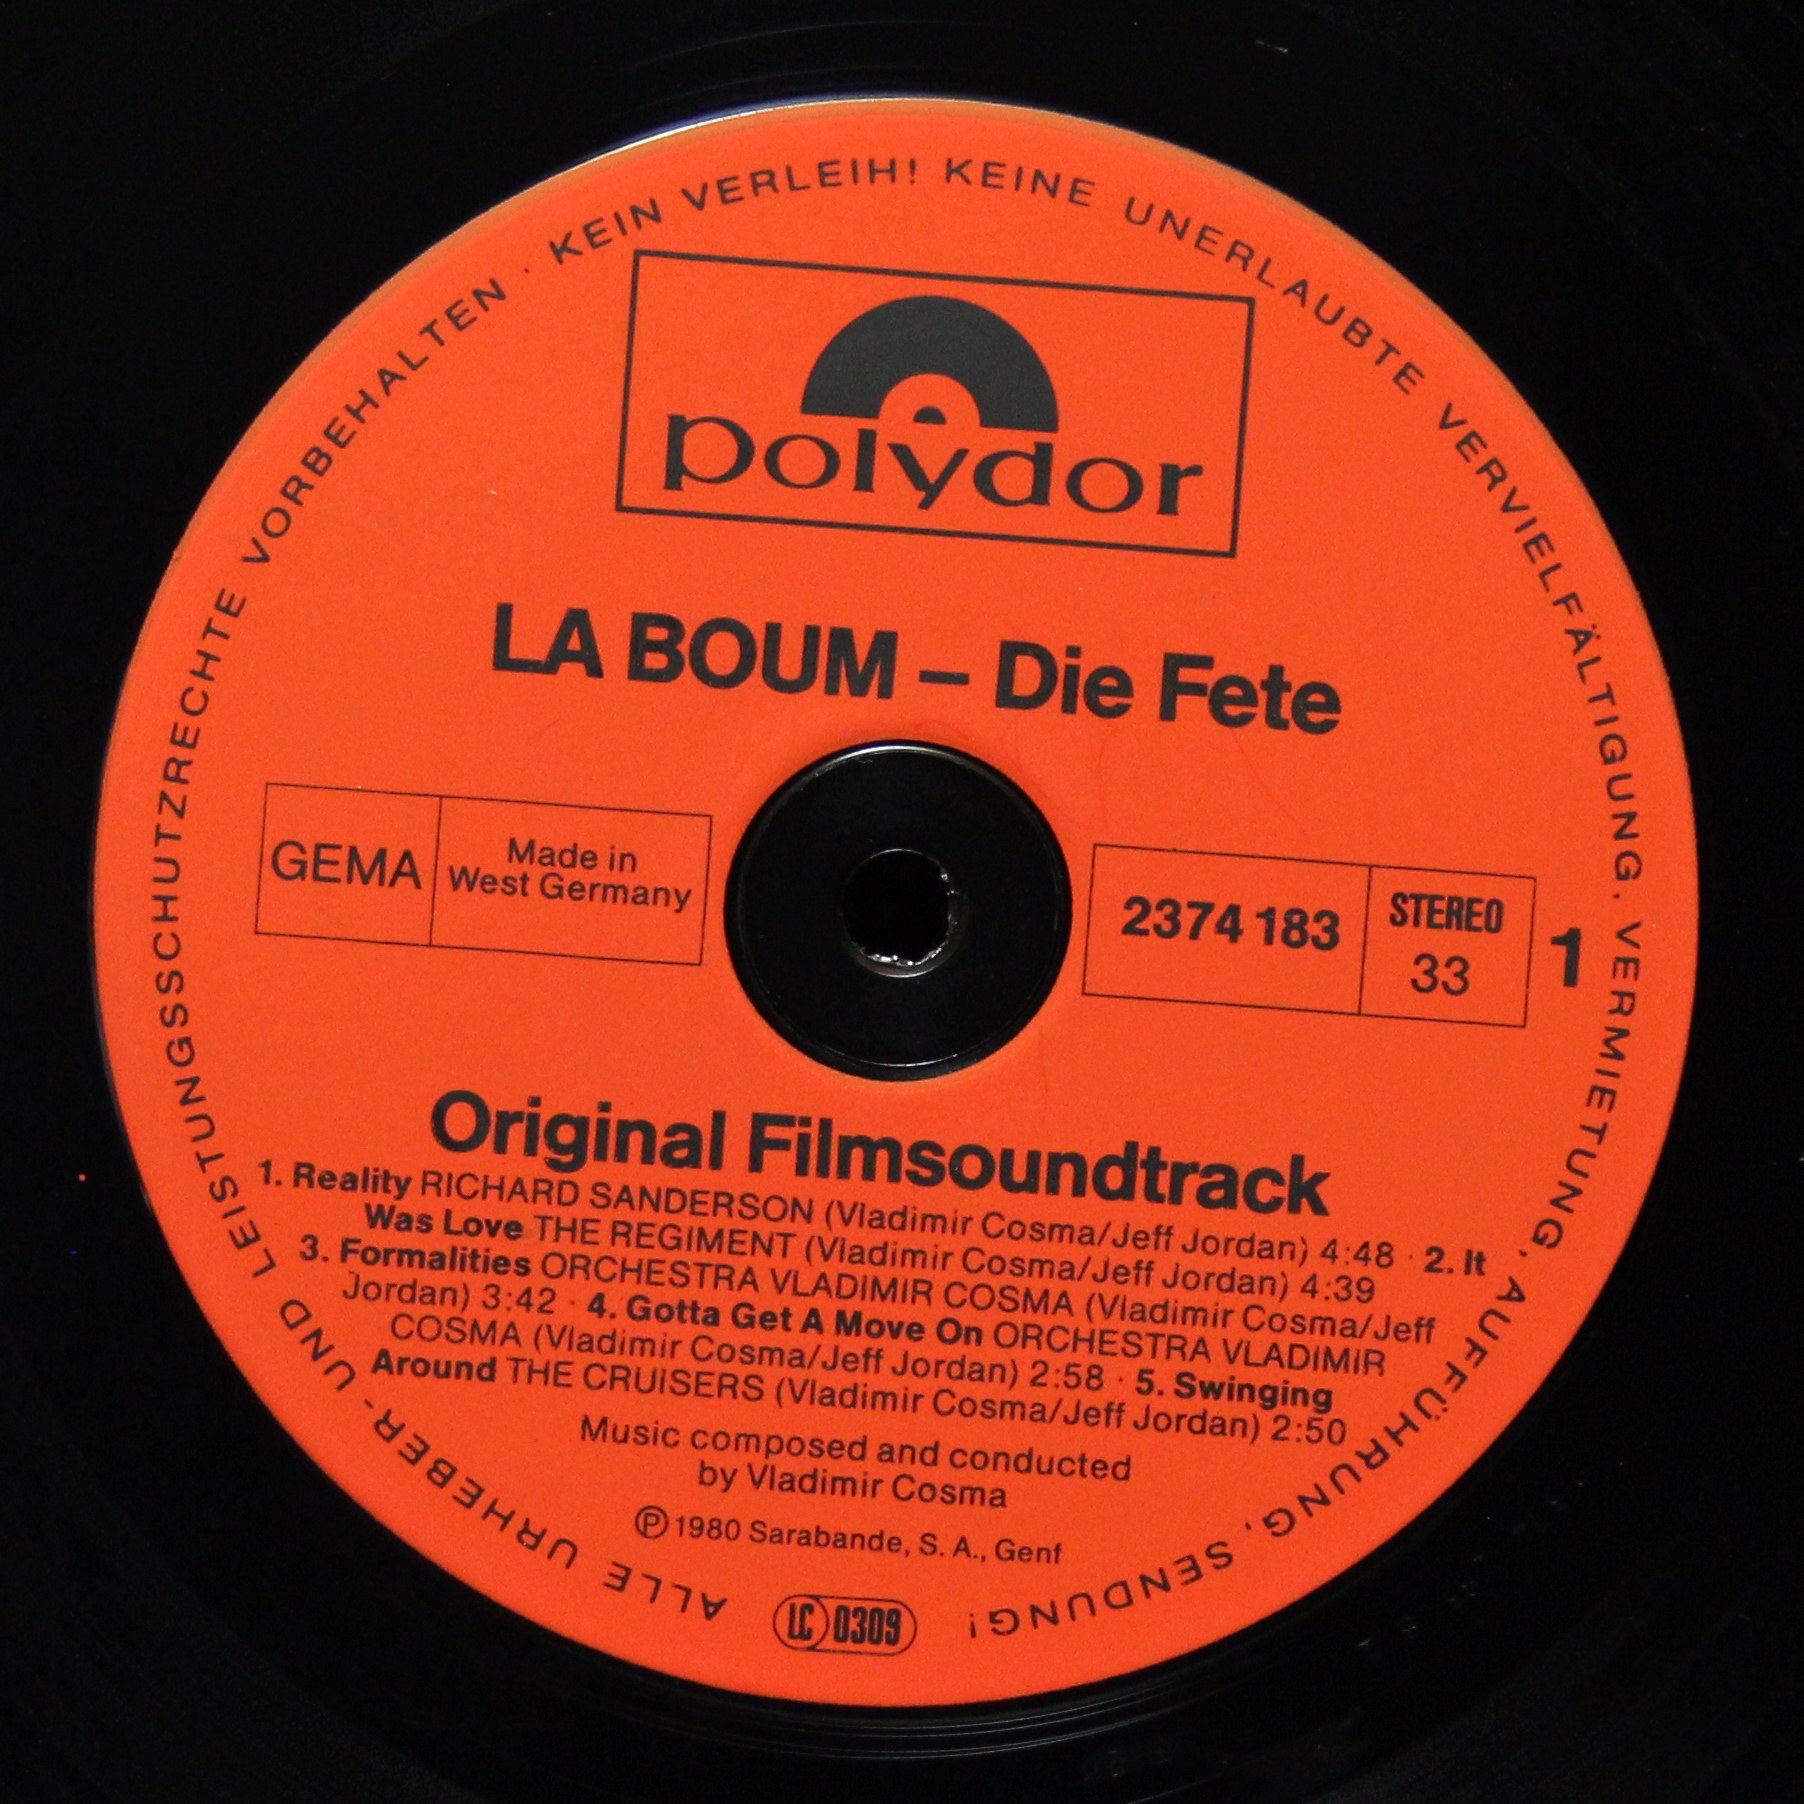 ALLE URHEBER- UND LEISTUNGSSCHUTZRECHTE VORBEHALTEN · KEIN VERLEIH! KEINE UNERLAUBTE VERVIELFÄLTIGUNG, VERMIETUNG, AUFFÜHRUNG, SENDUNG!
polydor
LA BOUM – Die Fete
GEMA
Made in
West Germany
2374 183
STEREO
33
1
Original Filmsoundtrack
1. Reality RICHARD SANDERSON (Vladimir Cosma/Jeff Jordan) 4:48 · 2. It
Was Love THE REGIMENT (Vladimir Cosma/Jeff Jordan) 4:39
3. Formalities ORCHESTRA VLADIMIR COSMA (Vladimir Cosma/Jeff
Jordan) 3:42 · 4. Gotta Get A Move On ORCHESTRA VLADIMIR
COSMA (Vladimir Cosma/Jeff Jordan) 2:58 · 5. Swinging
Around THE CRUISERS (Vladimir Cosma/Jeff Jordan) 2:50
Music composed and conducted
by Vladimir Cosma
Ⓟ 1980 Sarabande, S. A., Genf
LC 0309